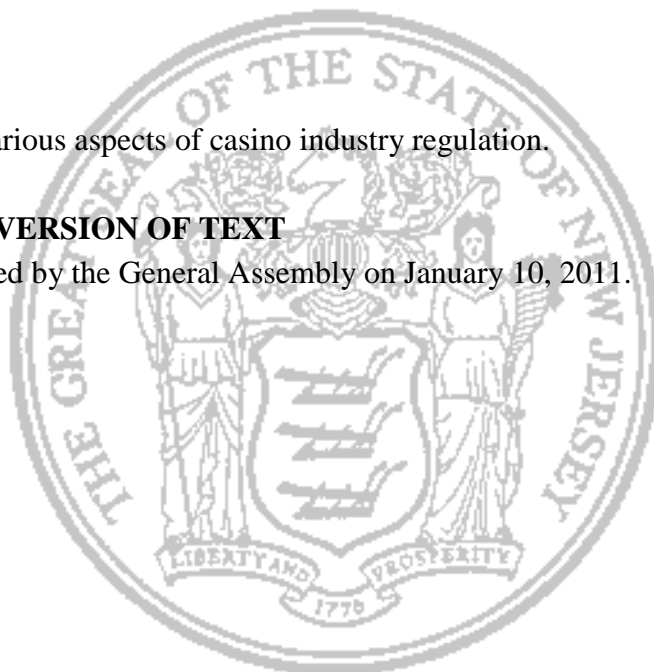 THE GREAT SEAL OF THE STATE OF NEW JERSEY
arious aspects of casino industry regulation.
VERSION OF TEXT
ed by the General Assembly on January 10, 2011.
LIBERTY AND PROSPERITY
1776